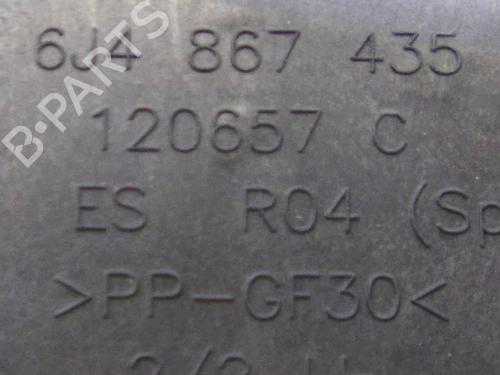 6J4 867 435
B-PARTS
120657 C
ES R04 (Sp
>PP-GF30<